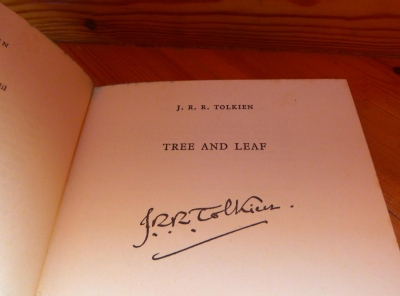 J. R. R. TOLKIEN
TREE AND LEAF
J.R.R. Tolkien.